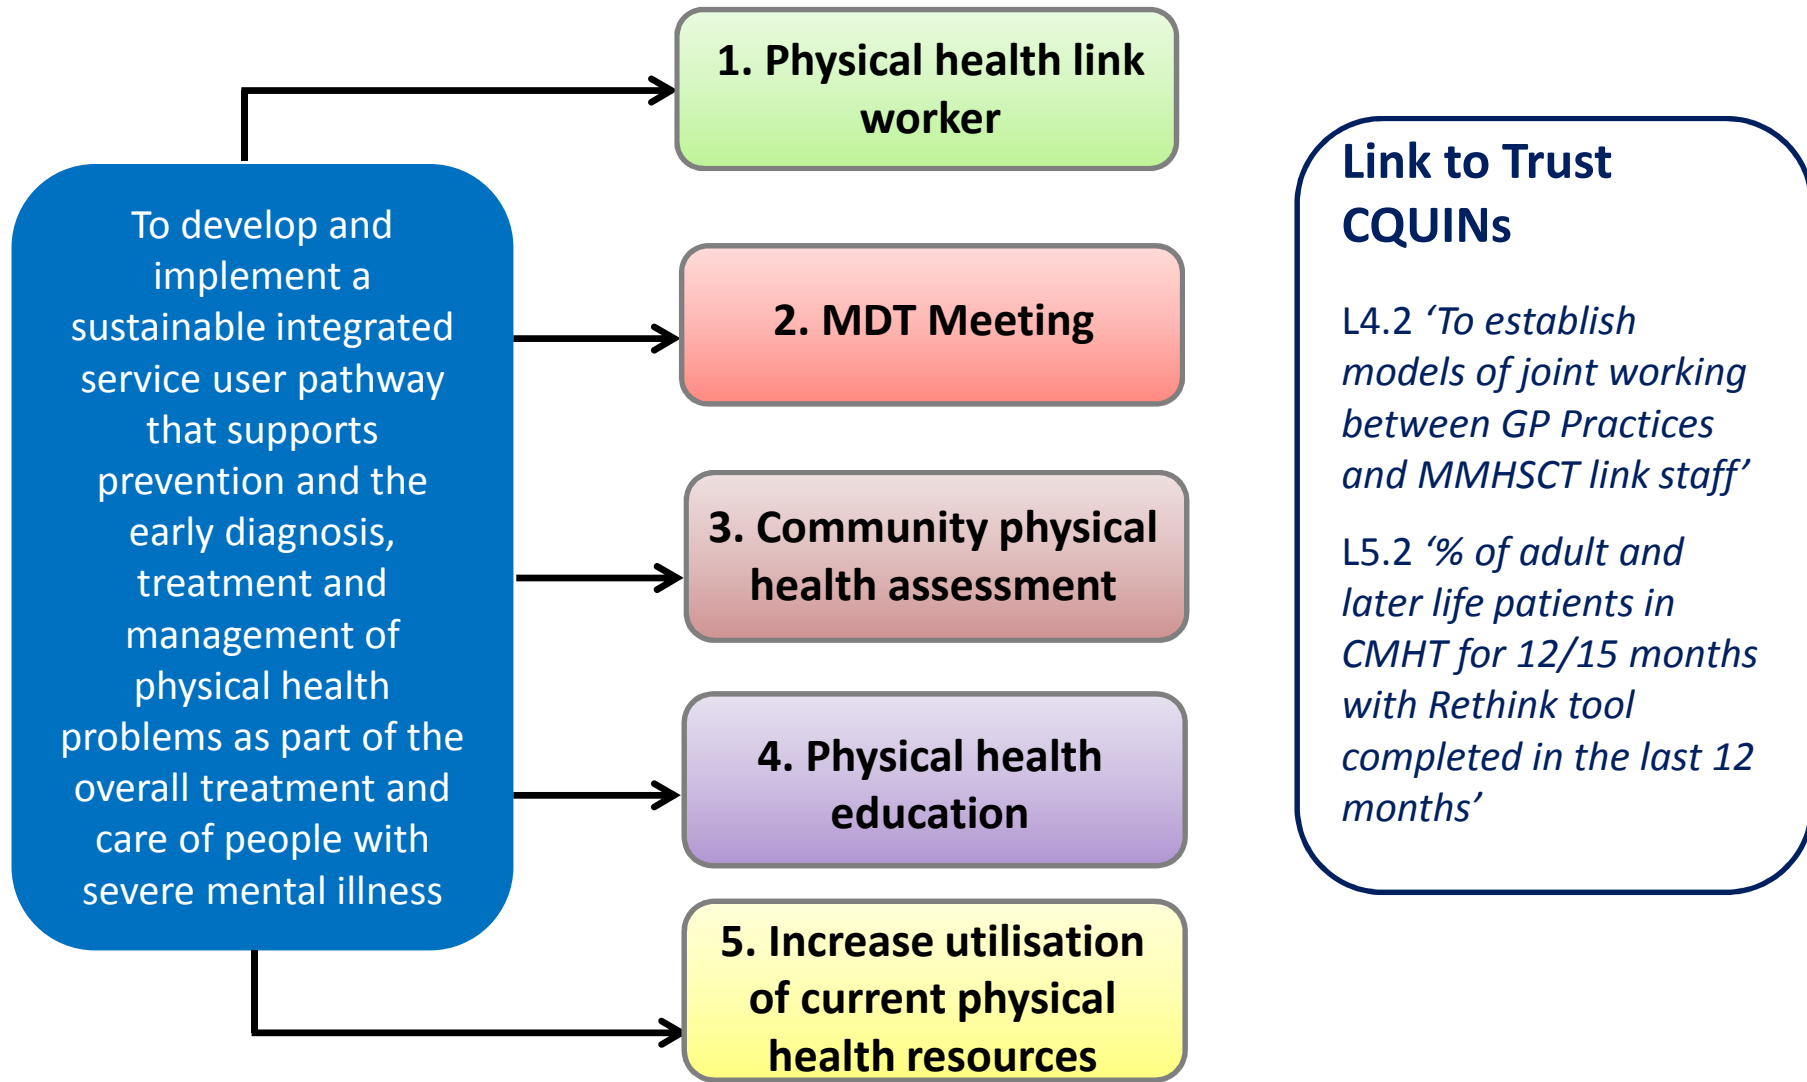 To develop and
implement a
sustainable integrated
service user pathway
that supports
prevention and the
early diagnosis,
treatment and
management of
physical health
problems as part of the
overall treatment and
care of people with
severe mental illness
1. Physical health link
worker
2. MDT Meeting
3. Community physical
health assessment
4. Physical health
education
5. Increase utilisation
of current physical
health resources
Link to Trust
CQUINs
L4.2 ‘To establish
models of joint working
between GP Practices
and MMHSCT link staff’
L5.2 ‘% of adult and
later life patients in
CMHT for 12/15 months
with Rethink tool
completed in the last 12
months’